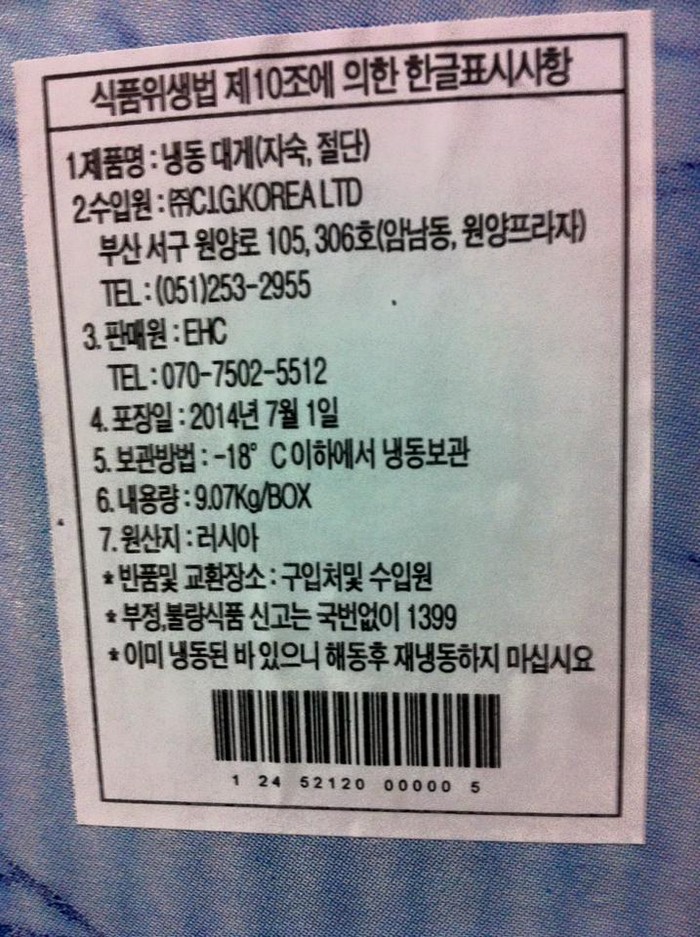 식품위생법 제10조에 의한 한글표시사항
1.제품명 : 냉동 대게(자숙, 절단)
2.수입원 : ㈜C.I.G.KOREA LTD
부산 서구 원양로 105, 306호(암남동, 원양프라자)
TEL : (051)253-2955
3. 판매원 : EHC
TEL : 070-7502-5512
4. 포장일 : 2014년 7월 1일
5. 보관방법 : -18° C 이하에서 냉동보관
6. 내용량 : 9.07Kg/BOX
7. 원산지 : 러시아
* 반품및 교환장소 : 구입처및 수입원
* 부정,불량식품 신고는 국번없이 1399
* 이미 냉동된 바 있으니 해동후 재냉동하지 마십시요
1 24 52120 00000 5